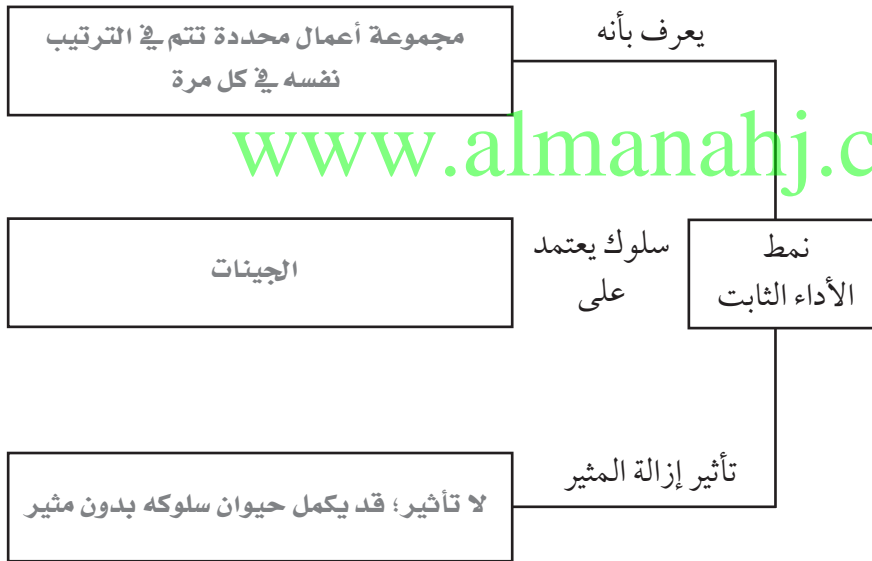 يعرف بأنه
مجموعة أعمال محددة تتم في الترتيب
نفسه في كل مرة
www.almanahj.c
نمط
الأداء الثابت
سلوك يعتمد
على
الجينات
تأثير إزالة المثير
لا تأثير؛ قد يكمل حيوان سلوكه بدون مثير